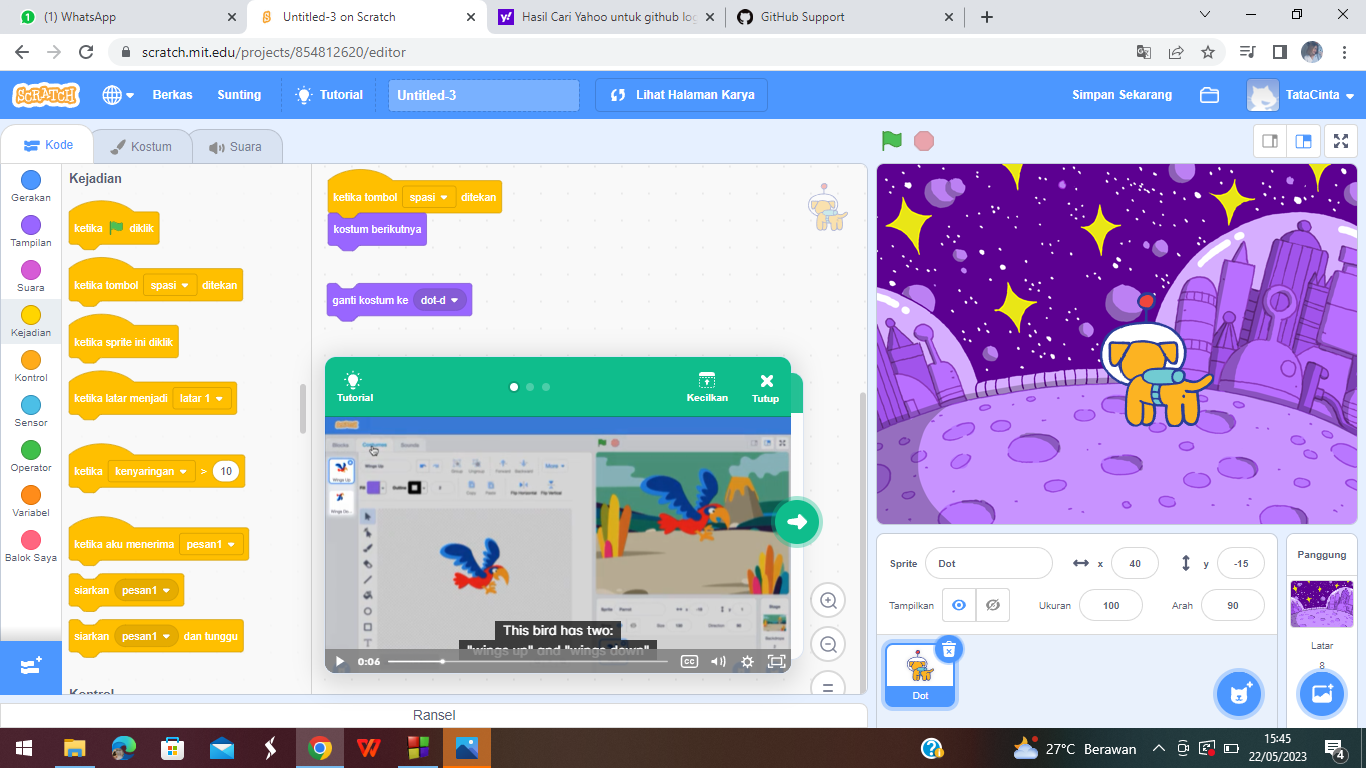 (1) WhatsApp
Untitled-3 on Scratch
Hasil Cari Yahoo untuk github log
GitHub Support
scratch.mit.edu/projects/854812620/editor
SCRATCH
Berkas
Sunting
Tutorial
Untitled-3
Lihat Halaman Karya
Simpan Sekarang
TataCinta
Kode
Kostum
Suara
Gerakan
Tampilan
Suara
Kejadian
Kontrol
Sensor
Operator
Variabel
Balok Saya
Kejadian
ketika diklik
ketika tombol spasi ditekan
ketika sprite ini diklik
ketika latar menjadi latar 1
ketika kenyaringan > 10
ketika aku menerima pesan1
siarkan pesan1
siarkan pesan1 dan tunggu
Kontrol
ketika tombol spasi ditekan
kostum berikutnya
ganti kostum ke dot-d
Tutorial
Kecilkan
Tutup
Blocks
Costumes
Sounds
This bird has two:
"wings up" and "wings down"
0:06
CC
Ransel
Sprite
Dot
x
40
y
-15
Tampilkan
Ukuran
100
Arah
90
Dot
Panggung
Latar
8
27°C Berawan
15:45
22/05/2023
4